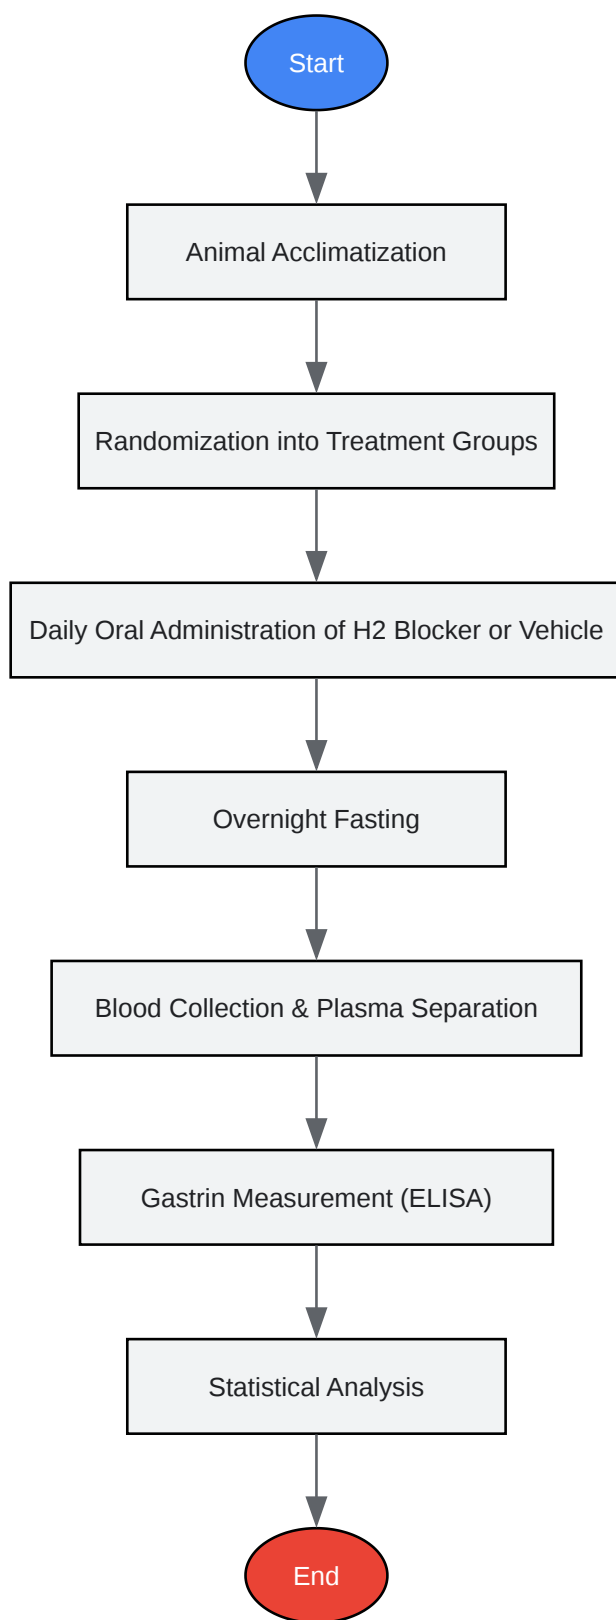 Start
Animal Acclimatization
Randomization into Treatment Groups
Daily Oral Administration of H2 Blocker or Vehicle
Overnight Fasting
Blood Collection & Plasma Separation
Gastrin Measurement (ELISA)
Statistical Analysis
End